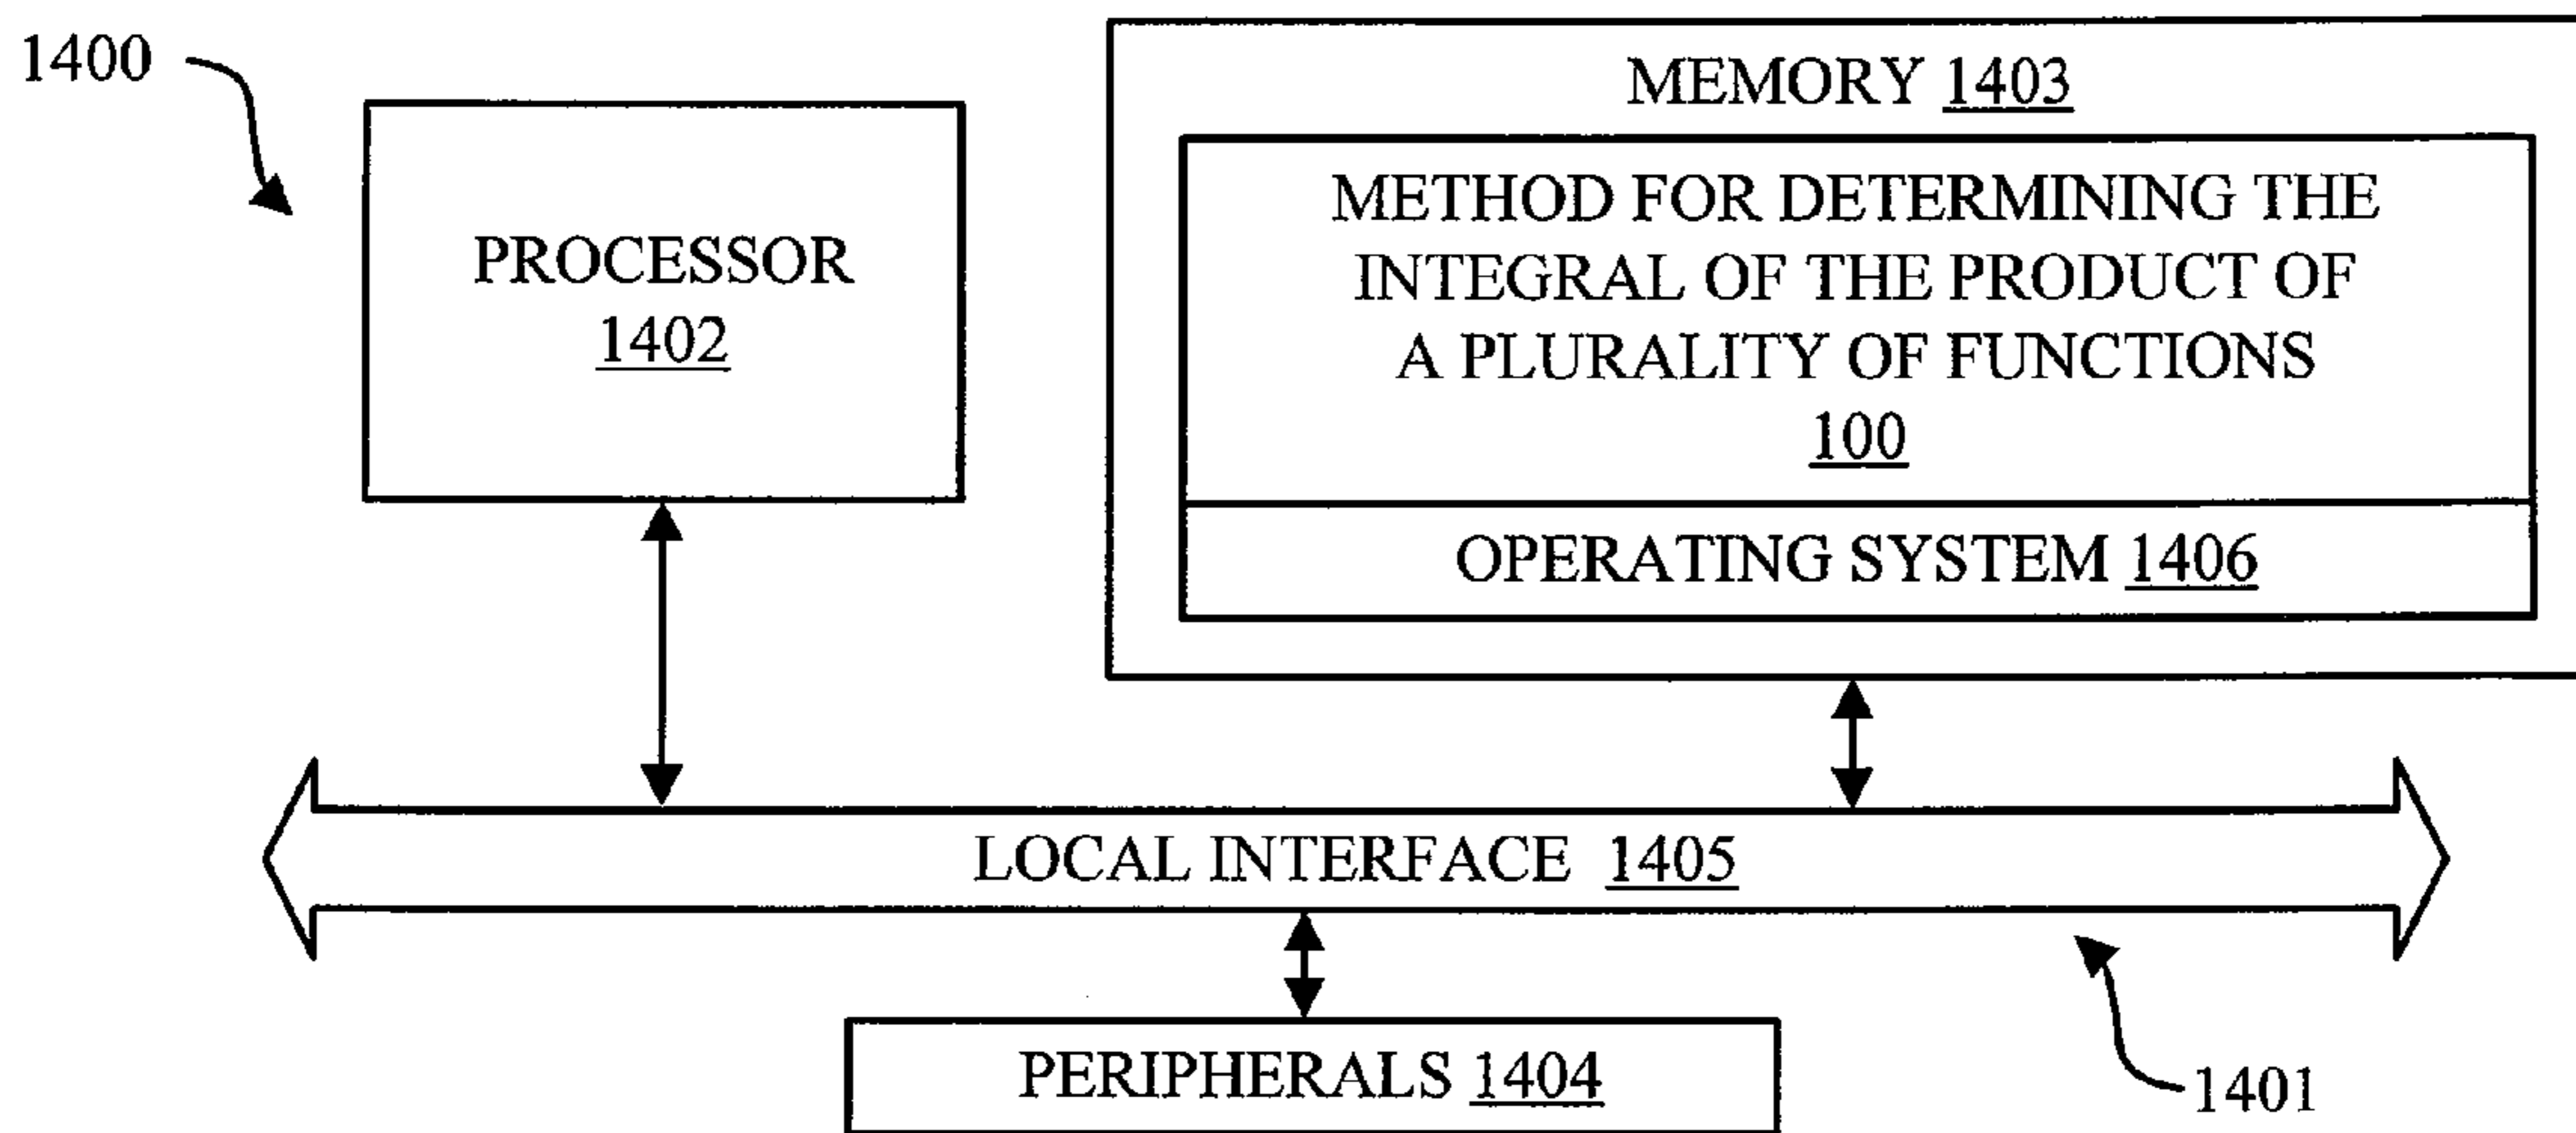 1400
MEMORY 1403
PROCESSOR
1402
METHOD FOR DETERMINING THE
INTEGRAL OF THE PRODUCT OF
A PLURALITY OF FUNCTIONS
100
OPERATING SYSTEM 1406
LOCAL INTERFACE 1405
PERIPHERALS 1404
1401